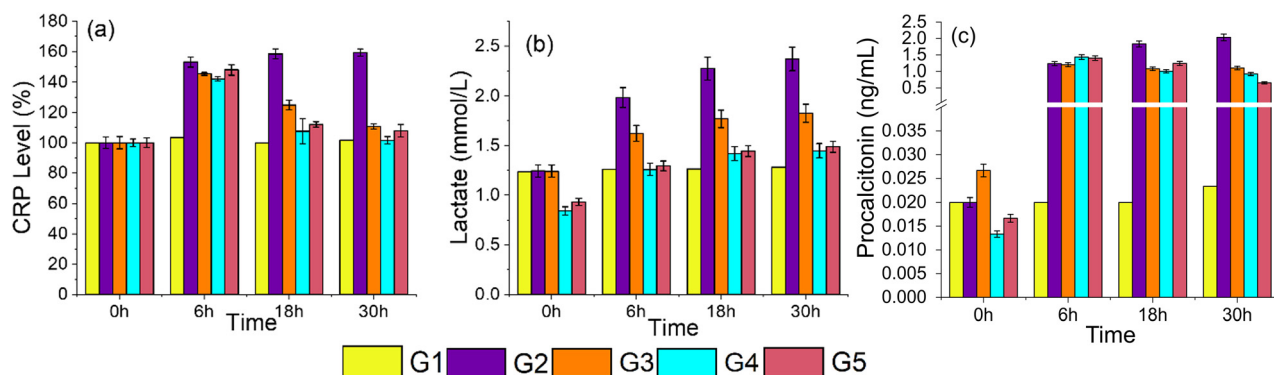 (a)
CRP Level (%)
180
160
140
120
100
80
60
40
20
0
0h 6h 18h 30h
Time
(b)
Lactate (mmol/L)
2.5
2.0
1.5
1.0
0.5
0.0
0h 6h 18h 30h
Time
(c)
Procalcitonin (ng/mL)
2.5
2.0
1.5
1.0
0.5
0.035
0.030
0.025
0.020
0.015
0.010
0.005
0.000
0h 6h 18h 30h
Time
G1 G2 G3 G4 G5